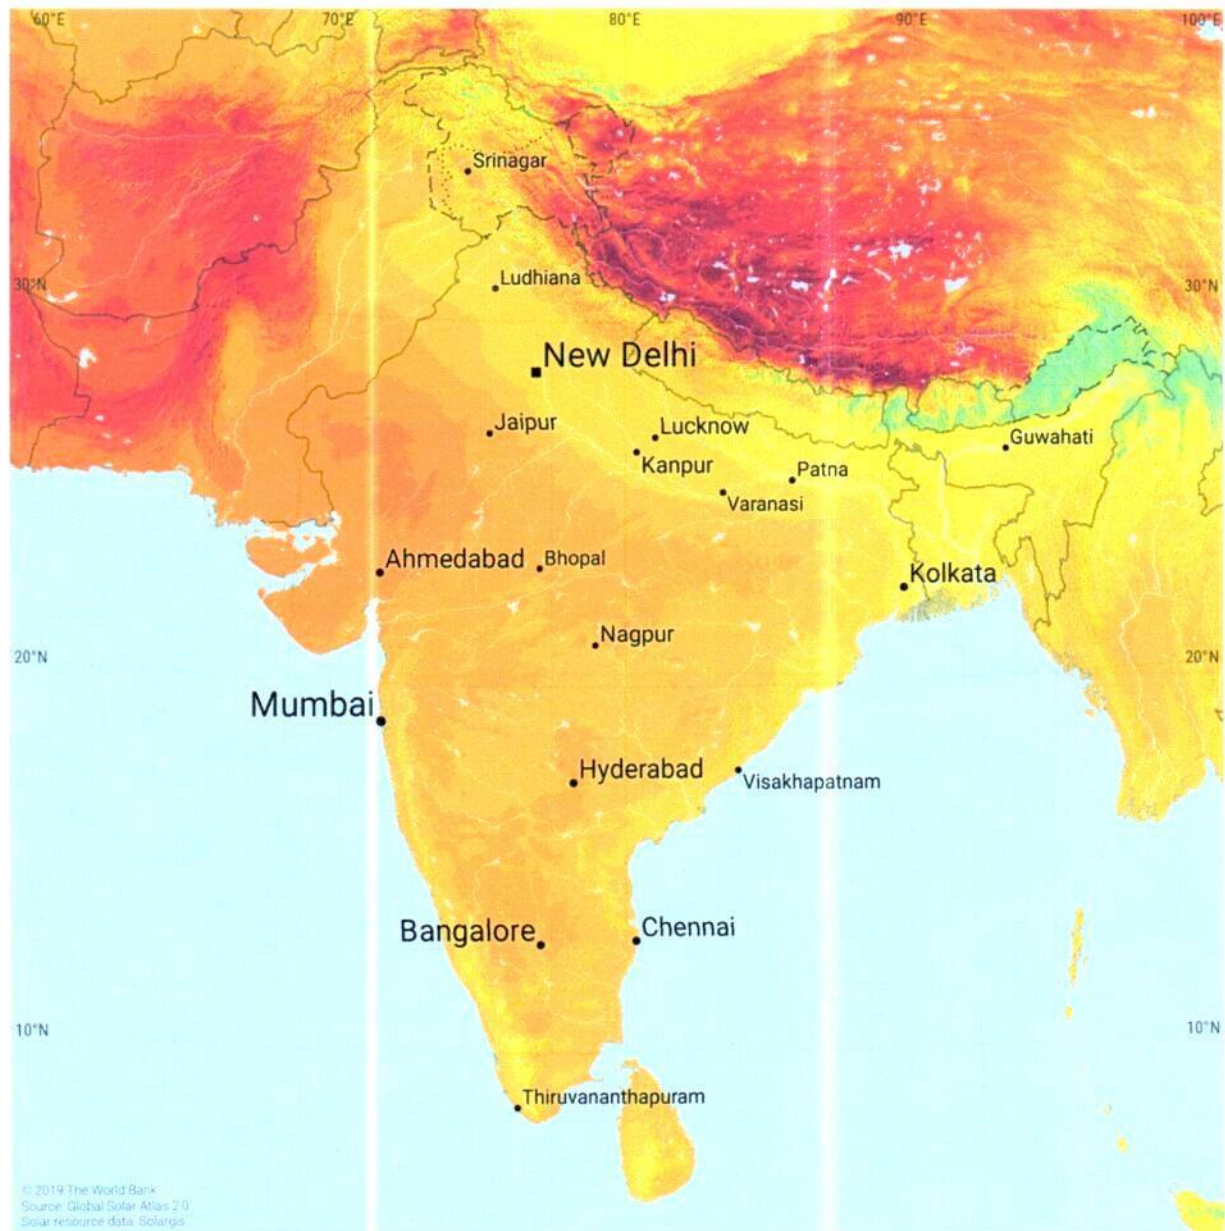 60°E 70°E 80°E 90°E 100°E
Srinagar
Ludhiana
30°N 30°N
New Delhi
Jaipur
Lucknow
Guwahati
Kanpur
Patna
Varanasi
Ahmedabad
Bhopal
Kolkata
Nagpur
20°N 20°N
Mumbai
Hyderabad
Visakhapatnam
Bangalore
Chennai
10°N 10°N
Thiruvananthapuram
© 2019 The World Bank
Source: Global Solar Atlas 2.0
Solar resource data: Solargis